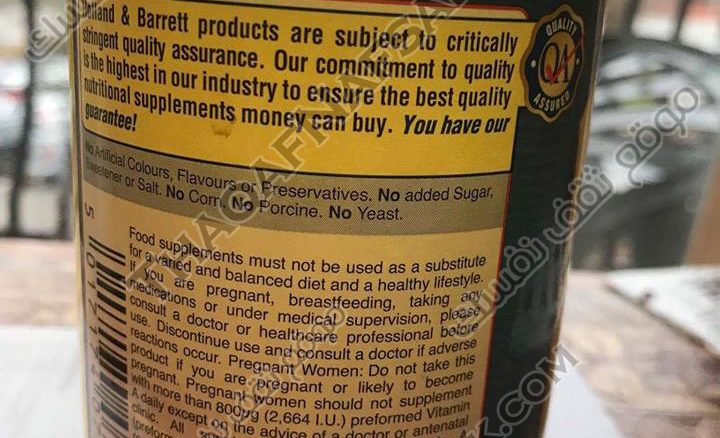 Holland & Barrett products are subject to critically
stringent quality assurance. Our commitment to quality
is the highest in our industry to ensure the best quality
nutritional supplements money can buy. You have our
guarantee!
QUALITY
QA
ASSURED
No Artificial Colours, Flavours or Preservatives. No added Sugar,
Sweetener or Salt. No Corn. No Porcine. No Yeast.
Food supplements must not be used as a substitute
for a varied and balanced diet and a healthy lifestyle.
If you are pregnant, breastfeeding, taking any
medications or under medical supervision, please
consult a doctor or healthcare professional before
use. Discontinue use and consult a doctor if adverse
reactions occur. Pregnant Women: Do not take this
product if you are pregnant or likely to become
pregnant. Pregnant women should not supplement
with more than 800µg (2,664 I.U.) preformed Vitamin
A daily except on the advice of a doctor or antenatal
clinic. All
(preform
موقع ثقف نفسك
THAQAFNAFSAK.COM